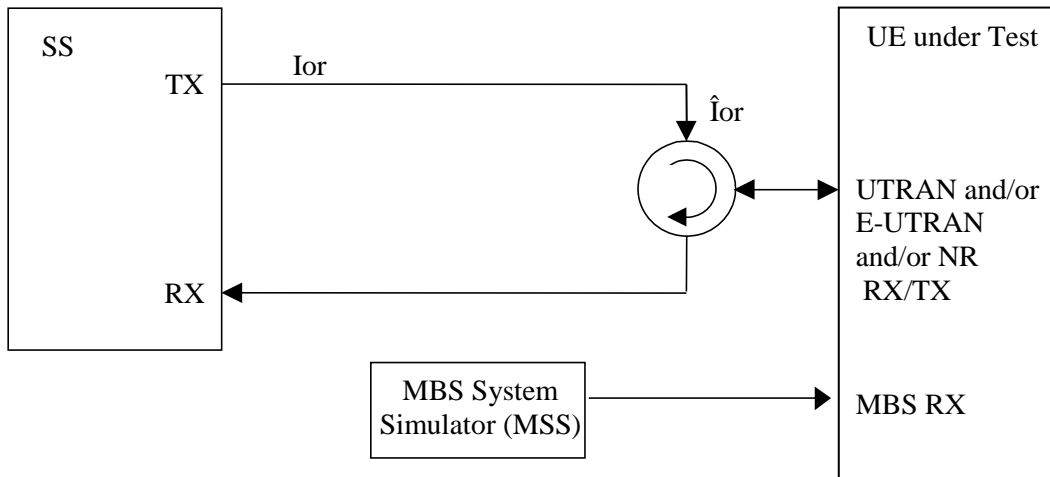 SS
UE under Test
TX
Ior
Îor
UTRAN and/or
E-UTRAN
and/or NR
RX/TX
RX
MBS System
Simulator (MSS)
MBS RX